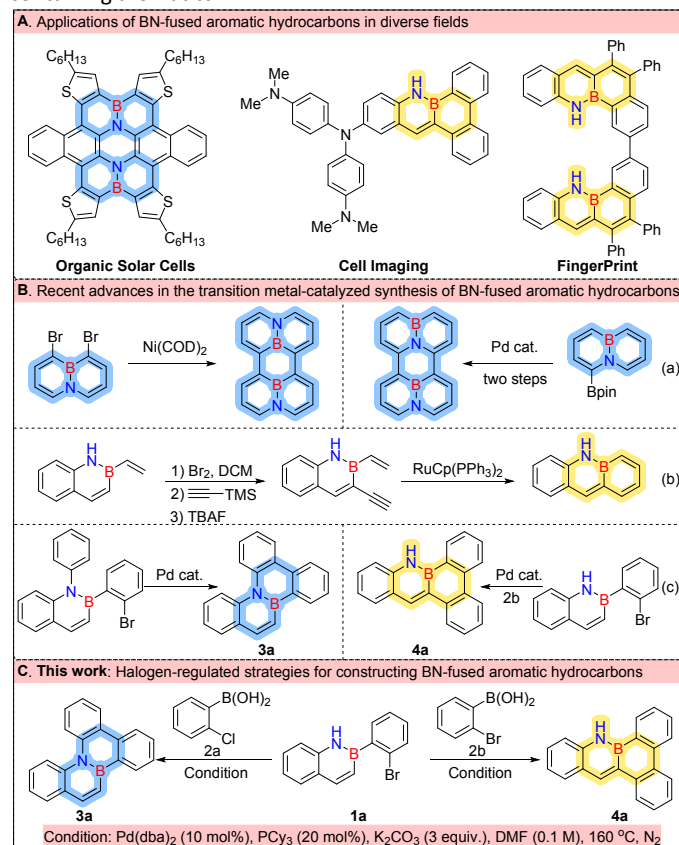 A. Applications of BN-fused aromatic hydrocarbons in diverse fields
C6H13 C6H13
S B S
N
N
S B S
C6H13 C6H13
Organic Solar Cells
Me
N
Me
H
N
B
N
N
Me
Me
Cell Imaging
Ph
Ph
N B
H
H
N B
Ph
Ph
FingerPrint
B. Recent advances in the transition metal-catalyzed synthesis of BN-fused aromatic hydrocarbons
Br Br
B
N
Ni(COD)2
N
B
B
N
B
N
B
N
Pd cat.
two steps
B
N
Bpin
(a)
H
N
B
1) Br2, DCM
2) TMS
3) TBAF
H
N
B
RuCp(PPh3)2
H
N
B
(b)
N
B
Br
Pd cat.
N
B
3a
H
N
B
4a
Pd cat.
2b
H
N
B
Br
(c)
C. This work: Halogen-regulated strategies for constructing BN-fused aromatic hydrocarbons
N
B
3a
B(OH)2
Cl
2a
Condition
H
N
B
Br
1a
B(OH)2
Br
2b
Condition
H
N
B
4a
Condition: Pd(dba)2 (10 mol%), PCy3 (20 mol%), K2CO3 (3 equiv.), DMF (0.1 M), 160 °C, N2